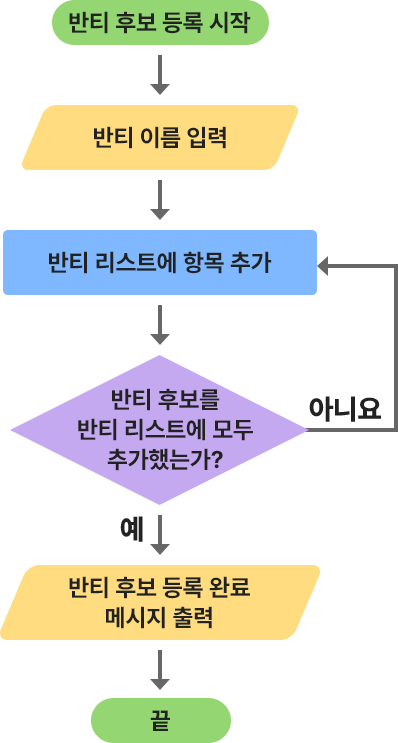 반티 후보 등록 시작
반티 이름 입력
반티 리스트에 항목 추가
반티 후보를
반티 리스트에 모두
추가했는가?
아니요
예
반티 후보 등록 완료
메시지 출력
끝